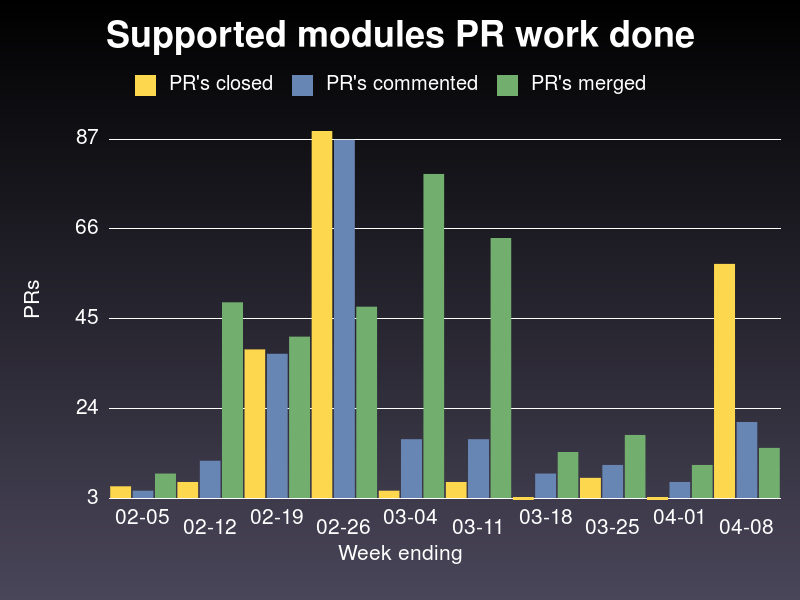 Supported modules PR work done
PR's closed PR's commented PR's merged
87
66
45
24
3
PRs
02-05 02-12 02-19 02-26 03-04 03-11 03-18 03-25 04-01 04-08
Week ending